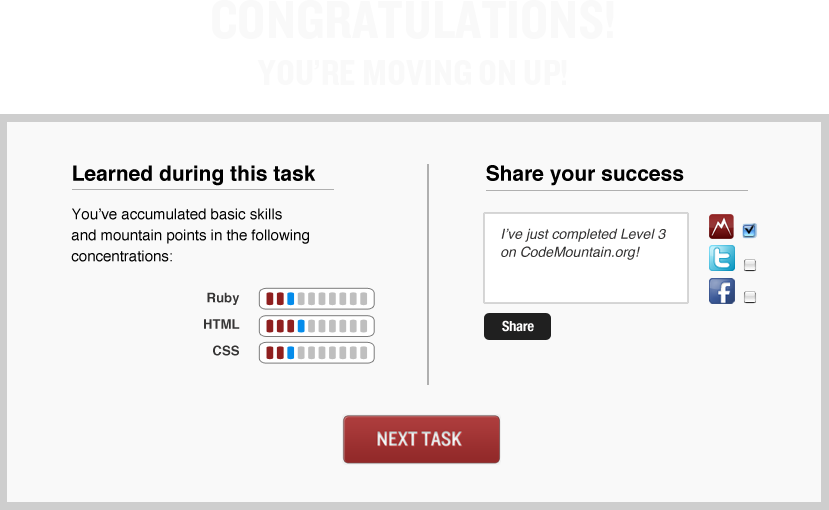 CONGRATULATIONS!
YOU'RE MOVING ON UP!
Learned during this task
You've accumulated basic skills
and mountain points in the following
concentrations:
Ruby
HTML
CSS
Share your success
I've just completed Level 3
on CodeMountain.org!
Share
NEXT TASK